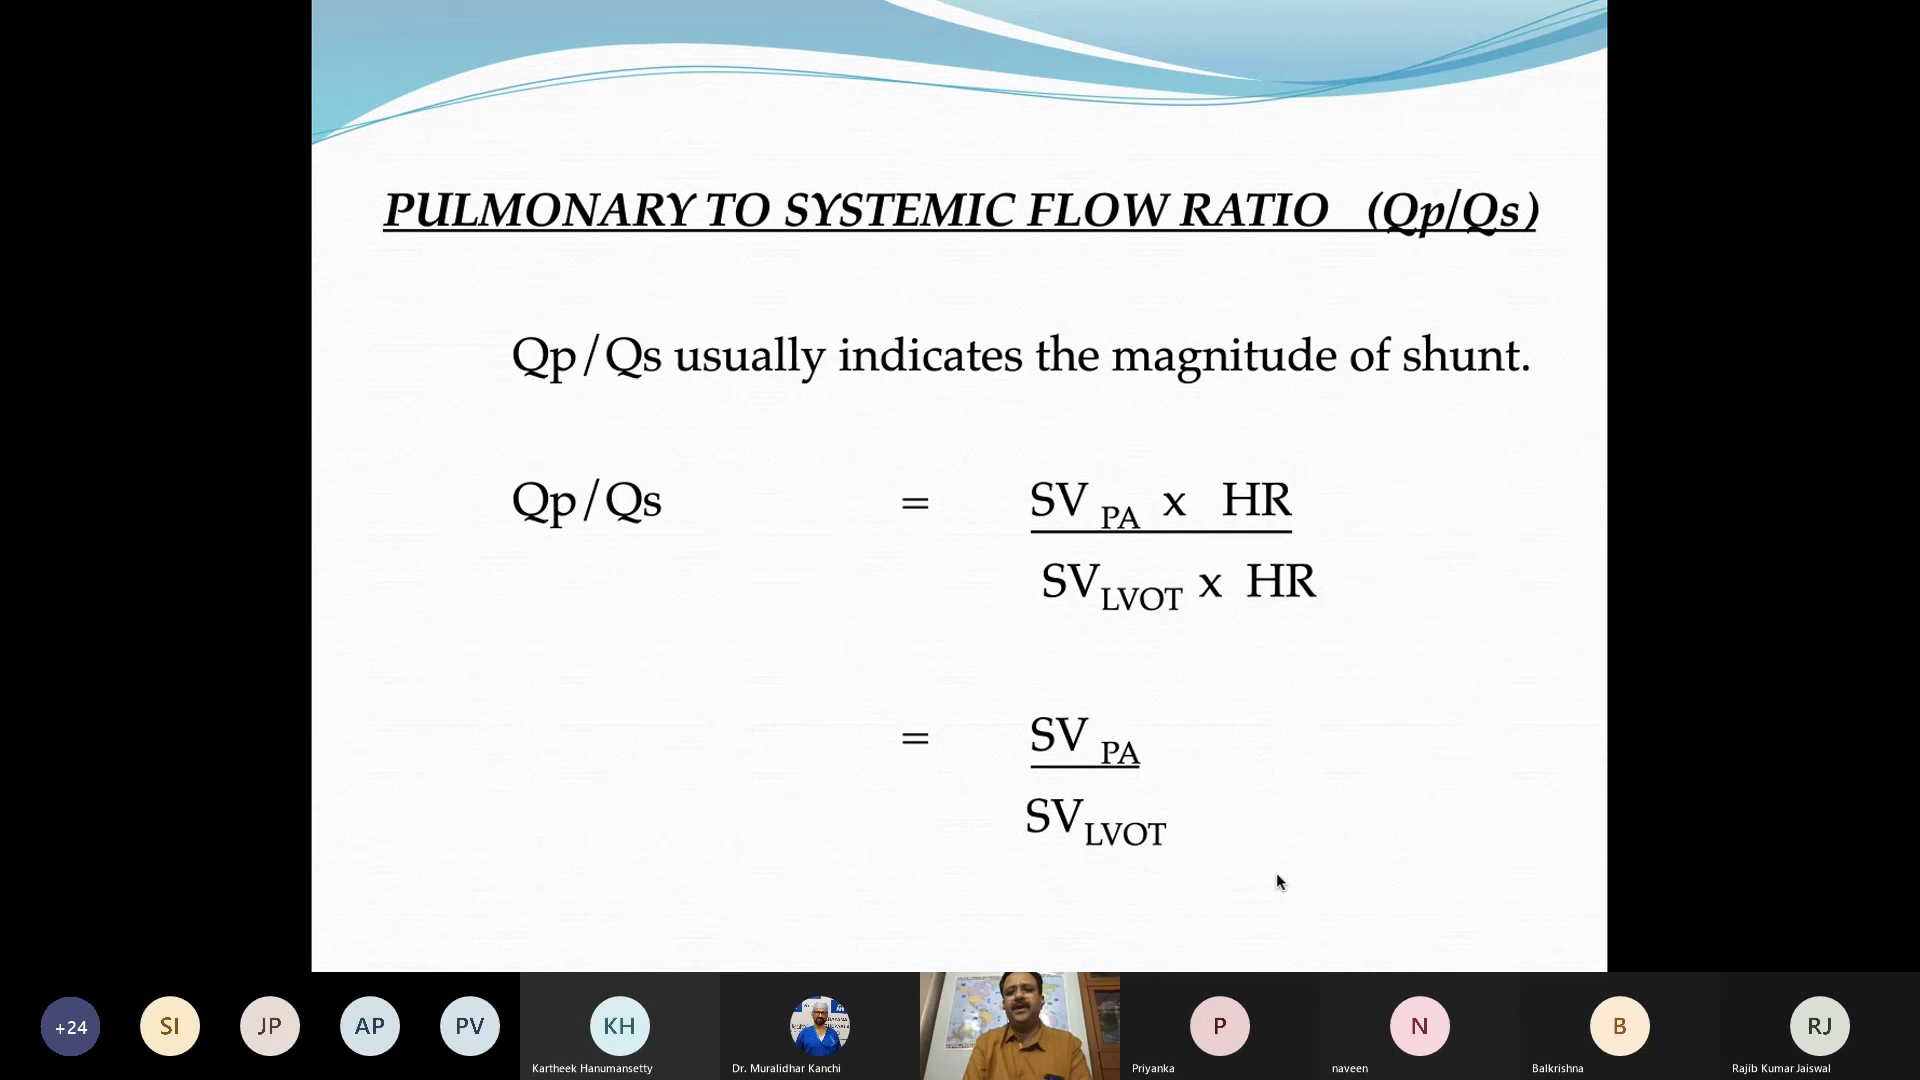 PULMONARY TO SYSTEMIC FLOW RATIO (Qp/Qs)
Qp/Qs usually indicates the magnitude of shunt.
Qp/Qs = SV PA x HR
SVLVOT x HR
= SV PA
SVLVOT
+24
SI
JP
AP
PV
KH
P
N
B
RJ
Kartheek Hanumansetty
Dr. Muralidhar Kanchi
Priyanka
naveen
Balkrishna
Rajib Kumar Jaiswal